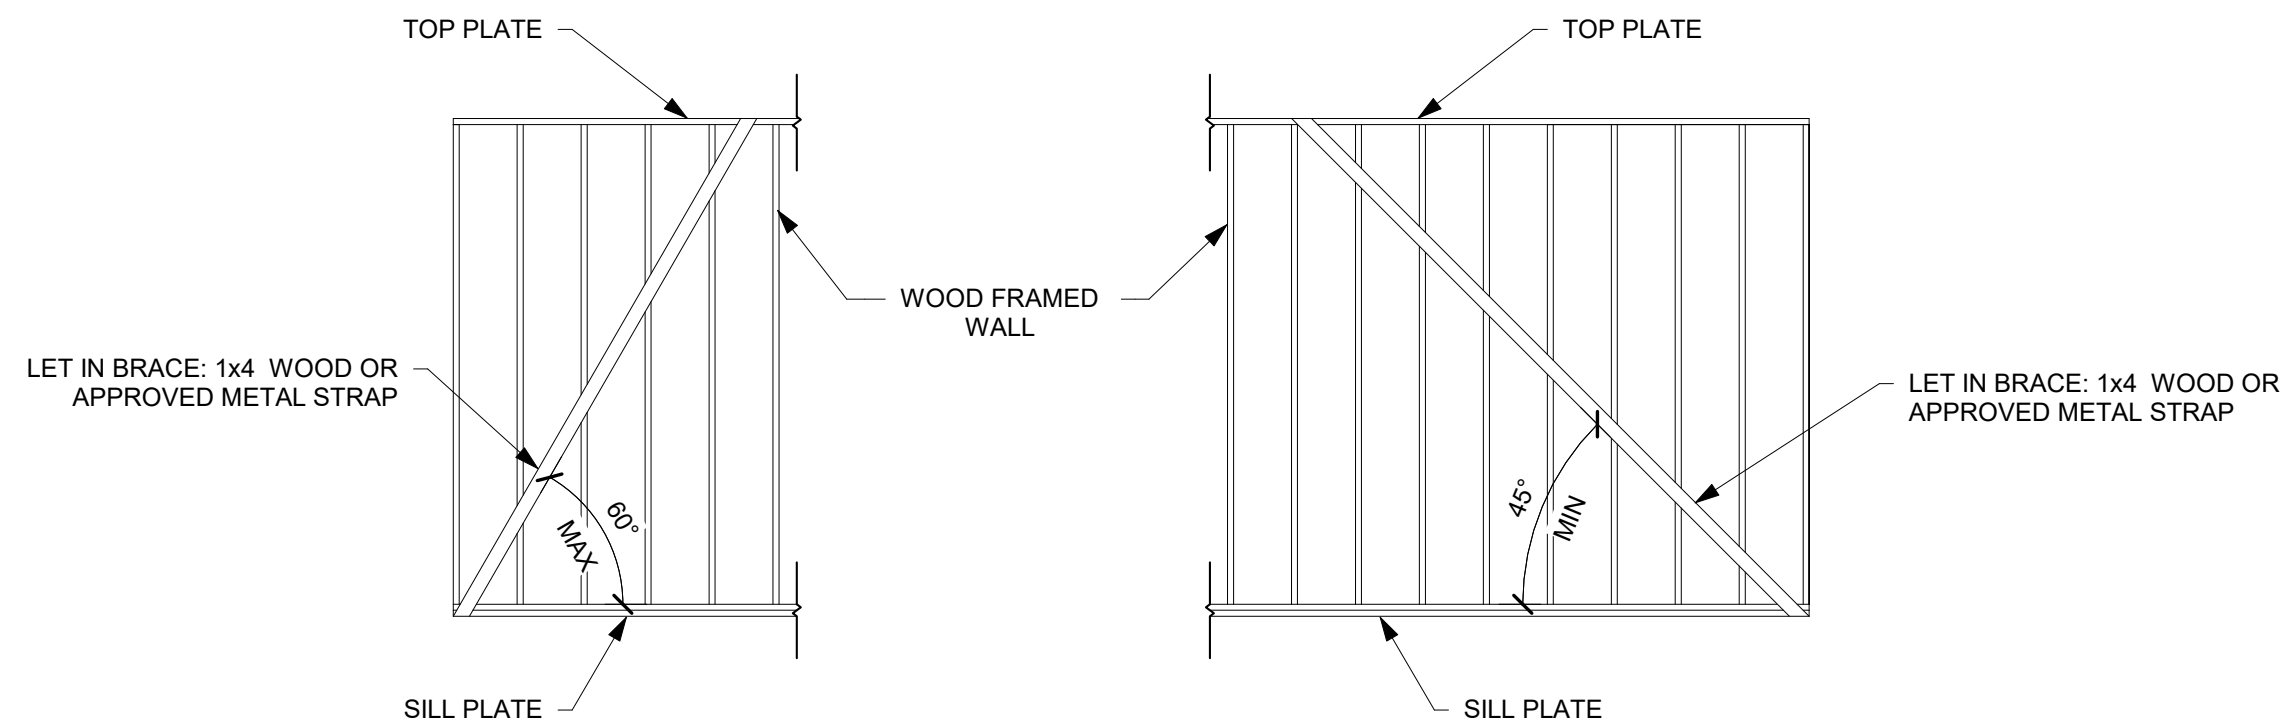 TOP PLATE
TOP PLATE
WOOD FRAMED
WALL
LET IN BRACE: 1x4 WOOD OR
APPROVED METAL STRAP
LET IN BRACE: 1x4 WOOD OR
APPROVED METAL STRAP
60°
MAX
45°
MIN
SILL PLATE
SILL PLATE